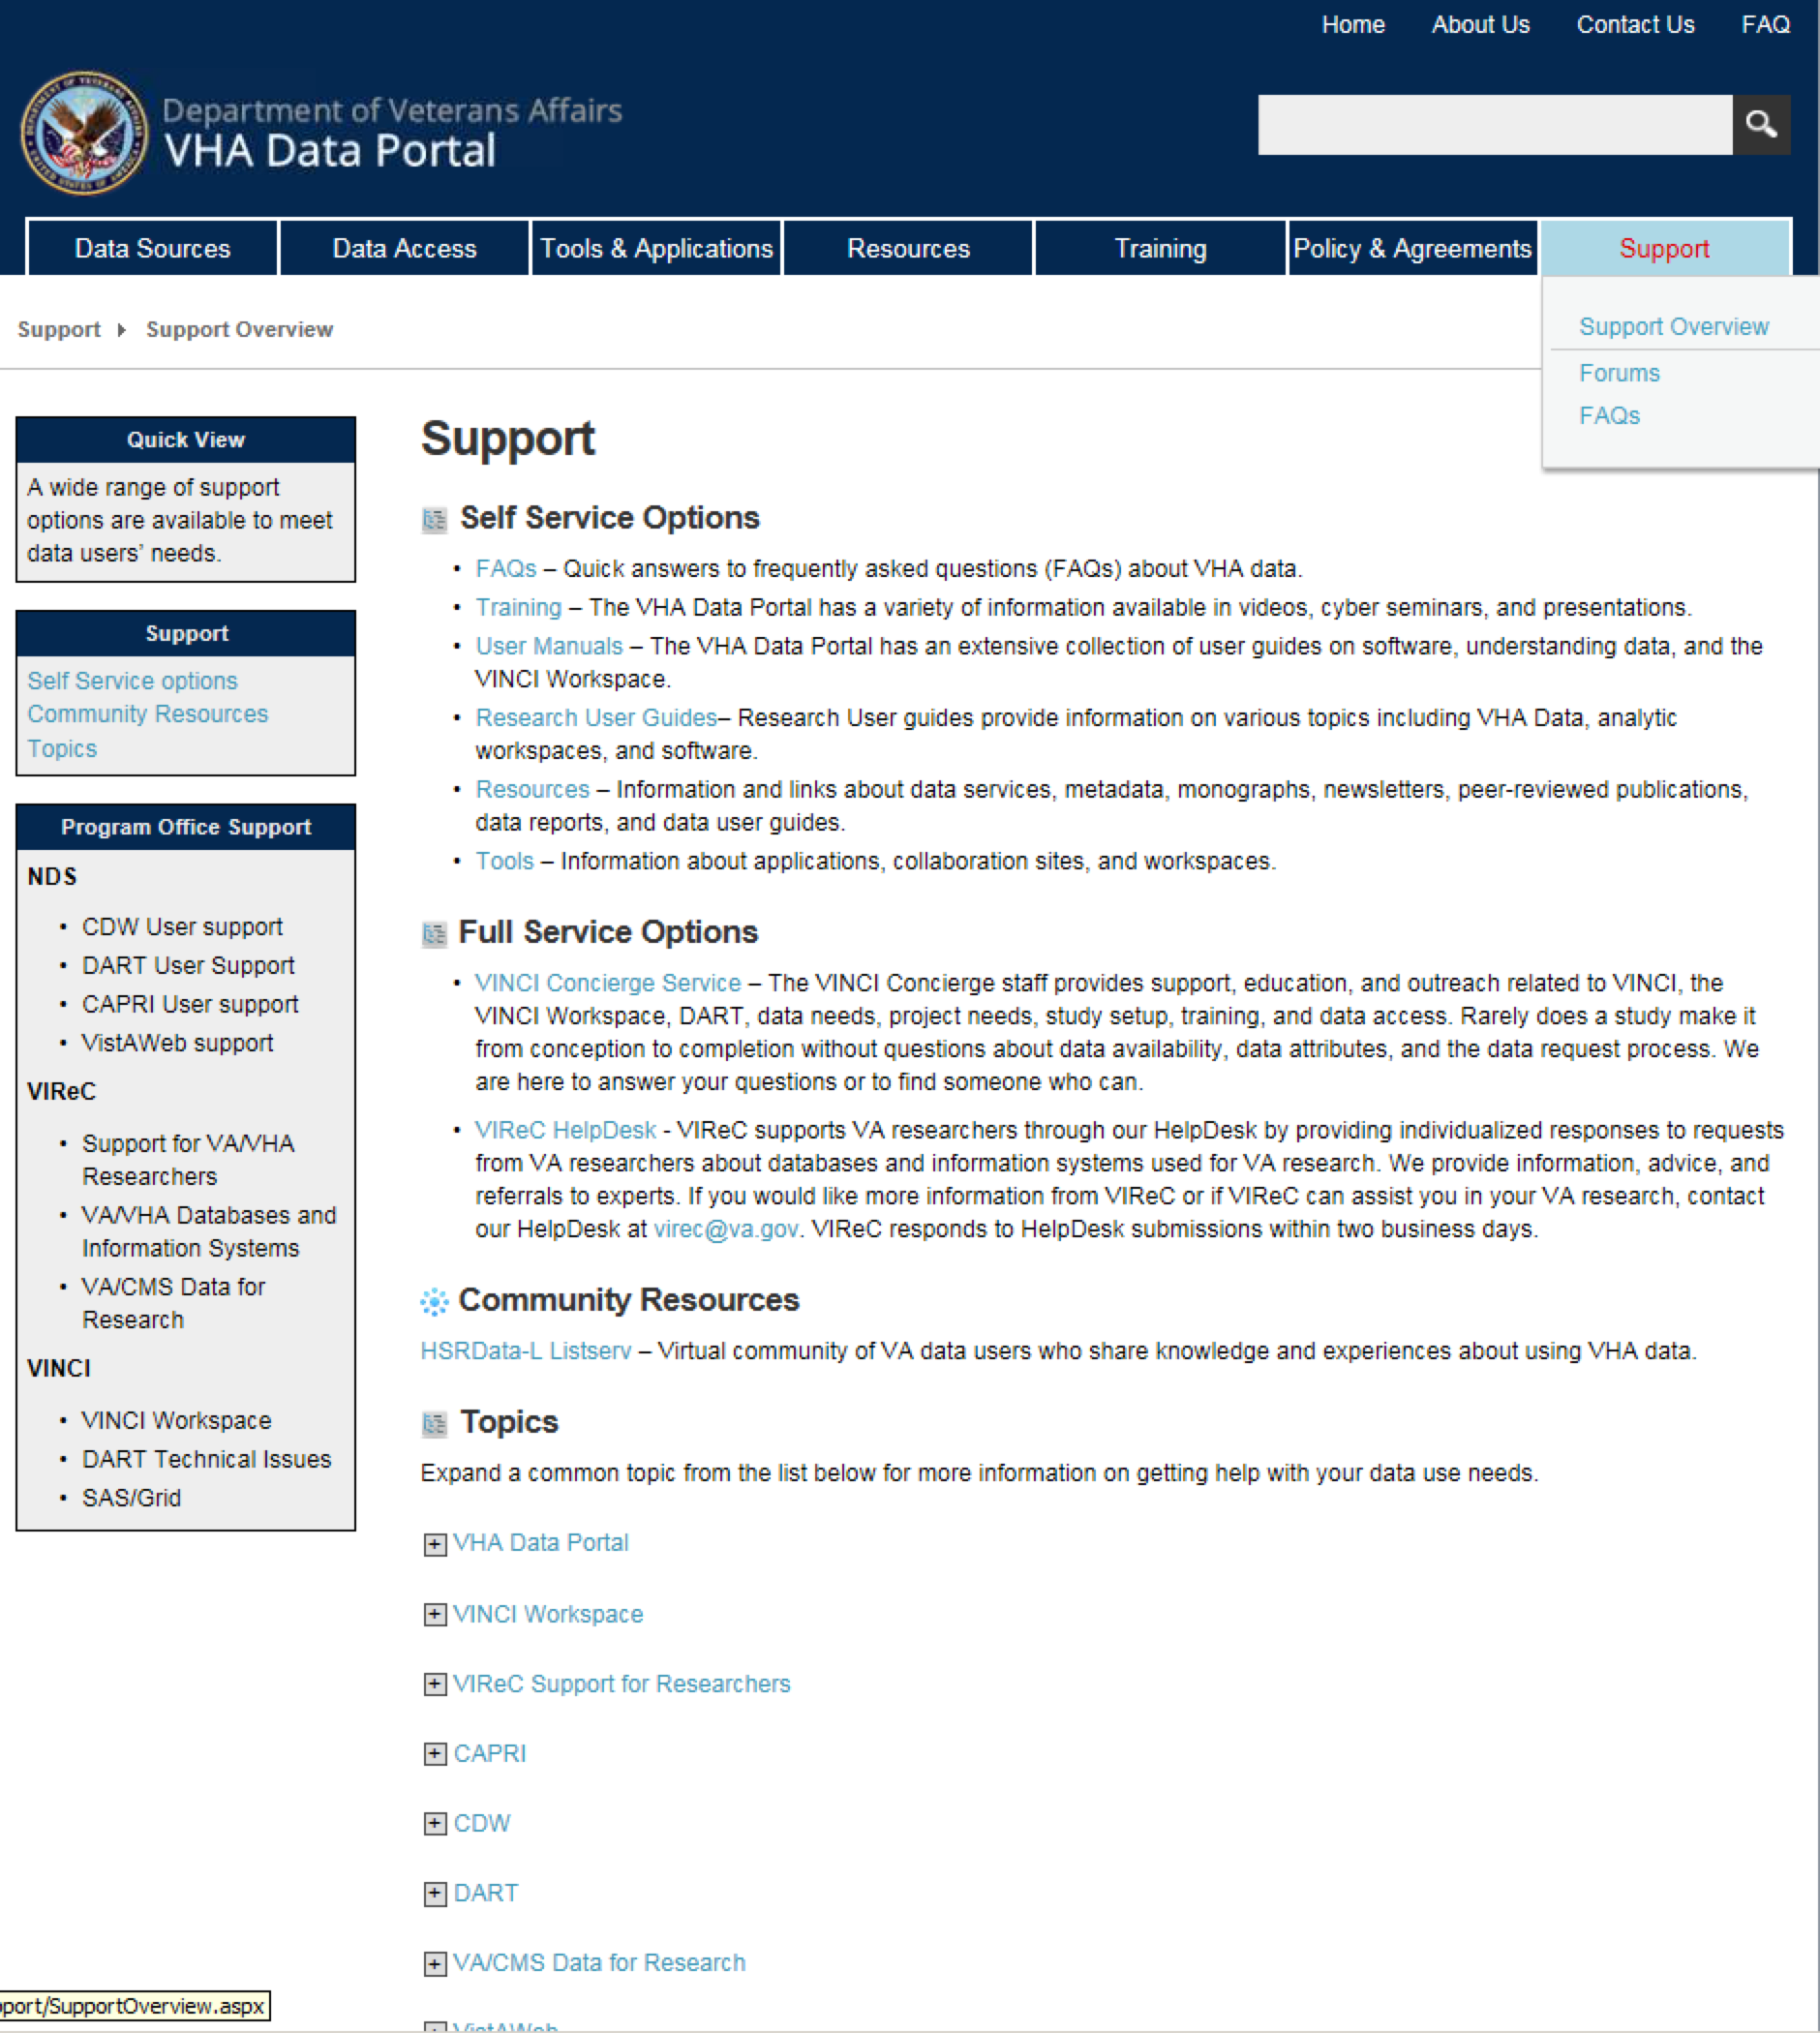 Home About Us Contact Us FAQ
Department of Veterans Affairs
VHA Data Portal
Data Sources Data Access Tools & Applications Resources Training Policy & Agreements Support
Support Overview
Forums
FAQs
Support Support Overview
Quick View
A wide range of support
options are available to meet
data users' needs.
Support
Self Service options
Community Resources
Topics
Program Office Support
NDS
• CDW User support
• DART User Support
• CAPRI User support
• VistAWeb support
VIReC
• Support for VA/VHA
Researchers
• VA/VHA Databases and
Information Systems
• VA/CMS Data for
Research
VINCI
• VINCI Workspace
• DART Technical Issues
• SAS/Grid
Support
Self Service Options
• FAQs – Quick answers to frequently asked questions (FAQs) about VHA data.
• Training – The VHA Data Portal has a variety of information available in videos, cyber seminars, and presentations.
• User Manuals – The VHA Data Portal has an extensive collection of user guides on software, understanding data, and the
VINCI Workspace.
• Research User Guides– Research User guides provide information on various topics including VHA Data, analytic
workspaces, and software.
• Resources – Information and links about data services, metadata, monographs, newsletters, peer-reviewed publications,
data reports, and data user guides.
• Tools – Information about applications, collaboration sites, and workspaces.
Full Service Options
• VINCI Concierge Service – The VINCI Concierge staff provides support, education, and outreach related to VINCI, the
VINCI Workspace, DART, data needs, project needs, study setup, training, and data access. Rarely does a study make it
from conception to completion without questions about data availability, data attributes, and the data request process. We
are here to answer your questions or to find someone who can.
• VIReC HelpDesk - VIReC supports VA researchers through our HelpDesk by providing individualized responses to requests
from VA researchers about databases and information systems used for VA research. We provide information, advice, and
referrals to experts. If you would like more information from VIReC or if VIReC can assist you in your VA research, contact
our HelpDesk at virec@va.gov. VIReC responds to HelpDesk submissions within two business days.
Community Resources
HSRData-L Listserv – Virtual community of VA data users who share knowledge and experiences about using VHA data.
Topics
Expand a common topic from the list below for more information on getting help with your data use needs.
VHA Data Portal
VINCI Workspace
VIReC Support for Researchers
CAPRI
CDW
DART
VA/CMS Data for Research
VistAWeb
port/SupportOverview.aspx